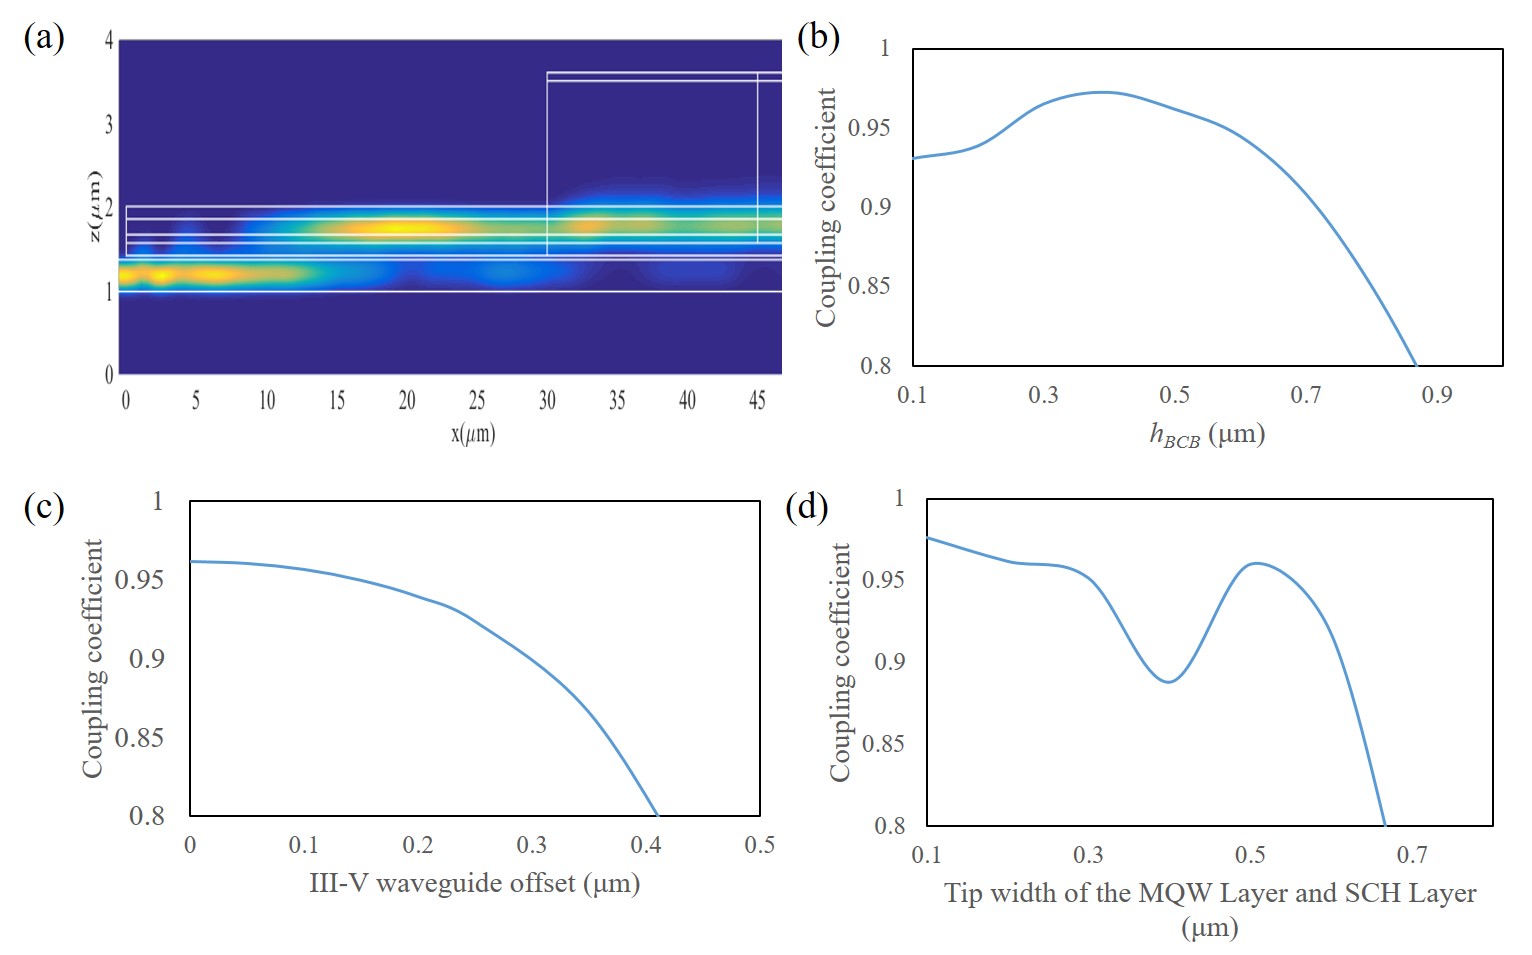 (a)
4
3
2
1
0
z(μm)
0 5 10 15 20 25 30 35 40 45
x(μm)
(b)
1
0.95
0.9
0.85
0.8
Coupling coefficient
0.1 0.3 0.5 0.7 0.9
hBCB (μm)
(c)
1
0.95
0.9
0.85
0.8
Coupling coefficient
0 0.1 0.2 0.3 0.4 0.5
III-V waveguide offset (μm)
(d)
1
0.95
0.9
0.85
0.8
Coupling coefficient
0.1 0.3 0.5 0.7
Tip width of the MQW Layer and SCH Layer
(μm)